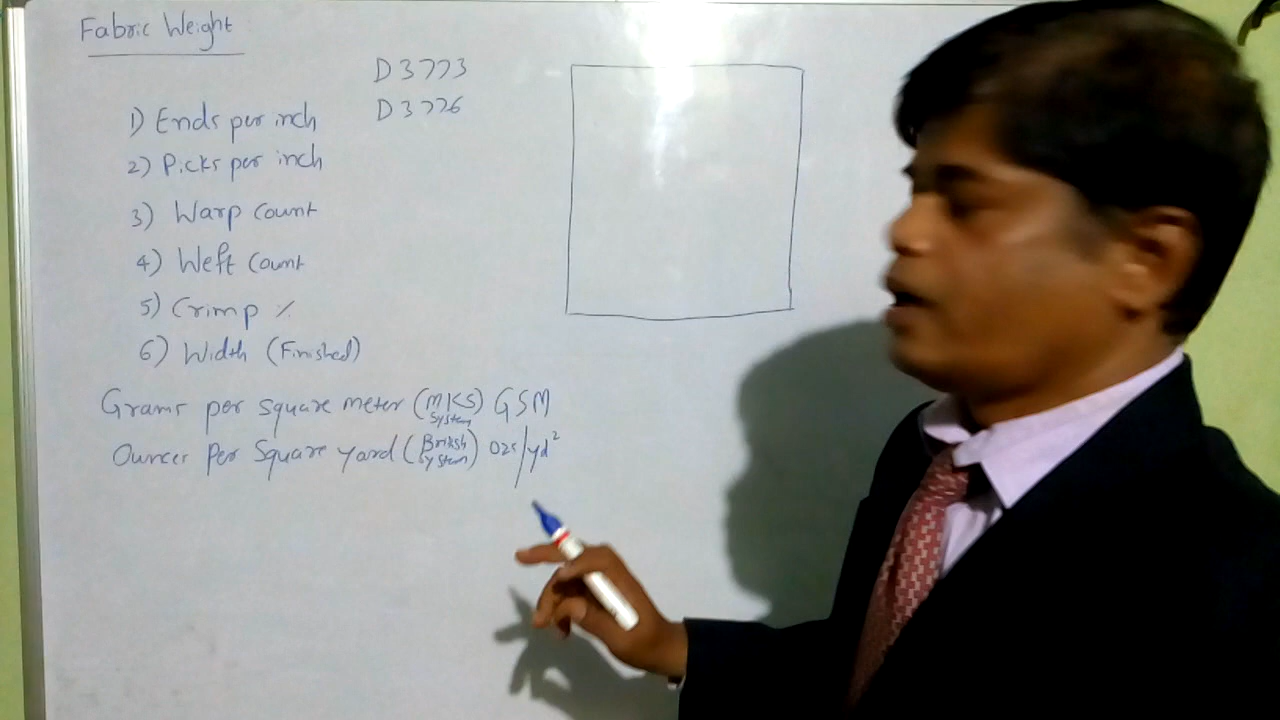 Fabric Weight
D 3773
D 3776
1) Ends per inch
2) Picks per inch
3) Warp Count
4) Weft Count
5) Crimp %
6) Width (Finished)
Grams per square meter (MKS System) GSM
Ounces Per Square yard (British System) Ozs/yd²